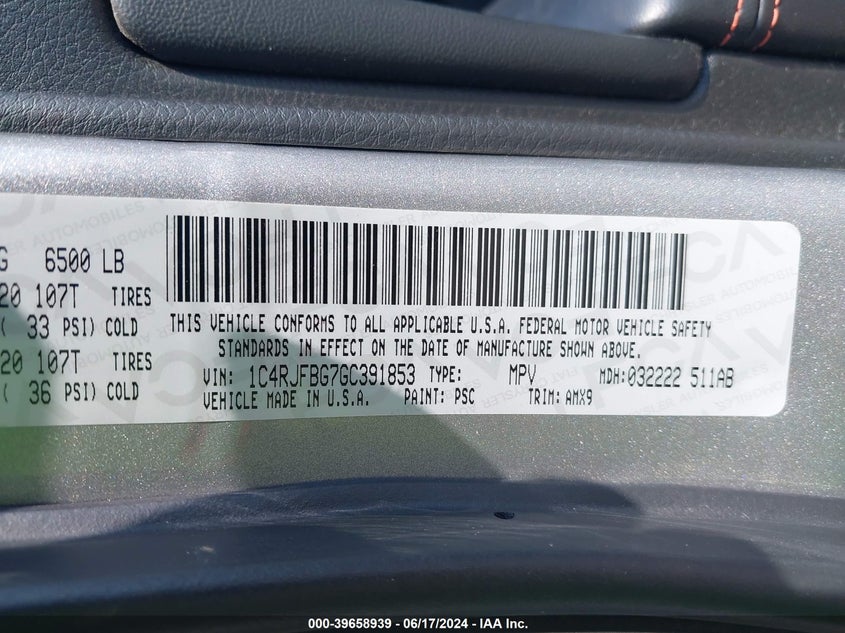 G 6500 LB
20 107T TIRES
( 33 PSI) COLD
20 107T TIRES
( 36 PSI) COLD
THIS VEHICLE CONFORMS TO ALL APPLICABLE U.S.A. FEDERAL MOTOR VEHICLE SAFETY
STANDARDS IN EFFECT ON THE DATE OF MANUFACTURE SHOWN ABOVE.
VIN: 1C4RJFBG7GC391853 TYPE: MPV MDH:032222 511AB
VEHICLE MADE IN U.S.A. PAINT: PSC TRIM: AMX9
000-39658939 - 06/17/2024 - IAA Inc.